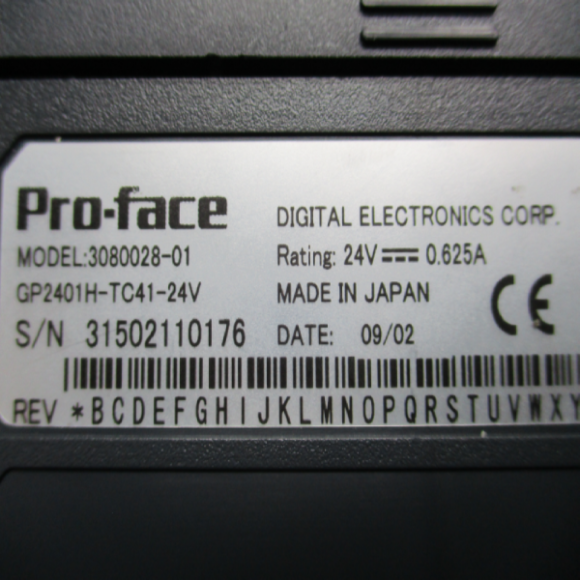 Pro-face DIGITAL ELECTRONICS CORP.
MODEL:3080028-01 Rating: 24V 0.625A
GP2401H-TC41-24V MADE IN JAPAN CE
S/N 31502110176 DATE: 09/02
REV *BCDEFGHIJKLMNOPQRSTUVWXY